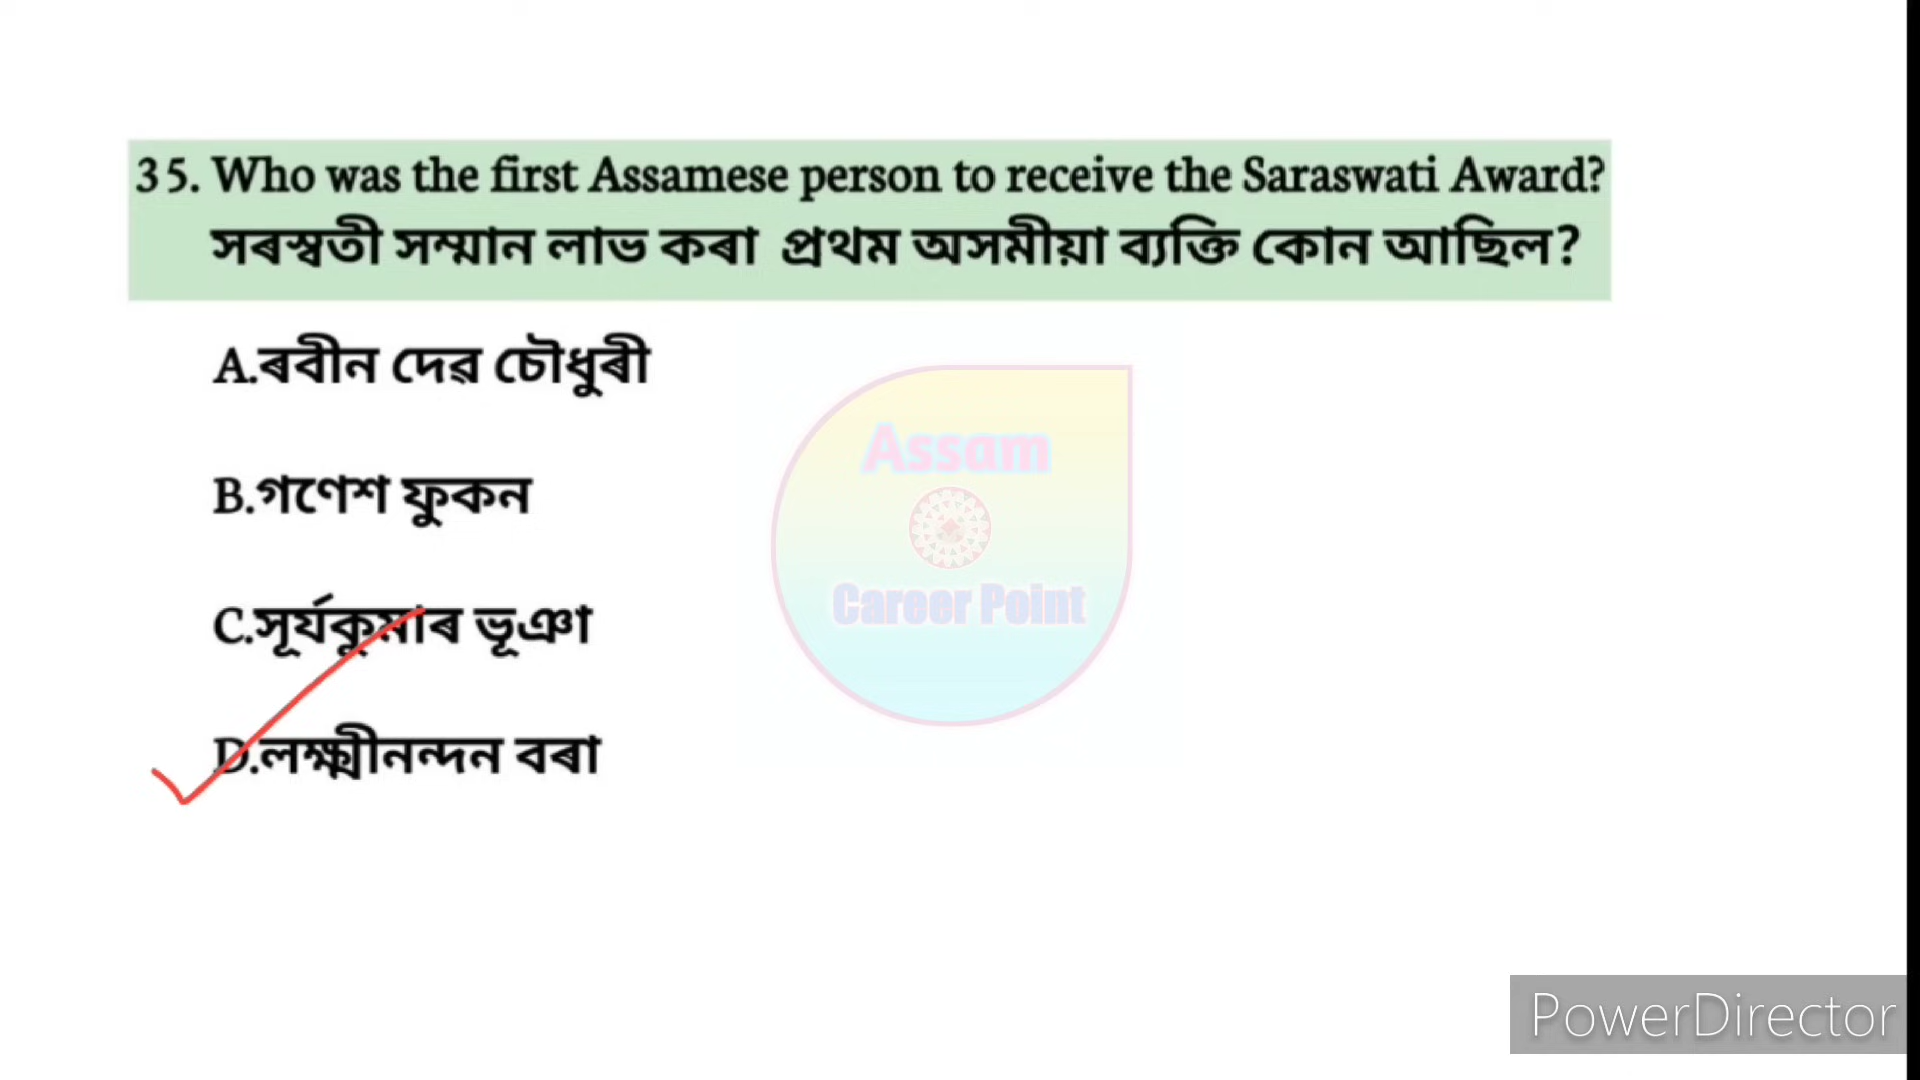 35. Who was the first Assamese person to receive the Saraswati Award?
সৰস্বতী সম্মান লাভ কৰা প্ৰথম অসমীয়া ব্যক্তি কোন আছিল?
A.ৰবীন দেৱ চৌধুৰী
B.গণেশ ফুকন
C.সূৰ্যকুমাৰ ভূঞা
D.লক্ষ্মীনন্দন বৰা
Assam
Career Point
PowerDirector